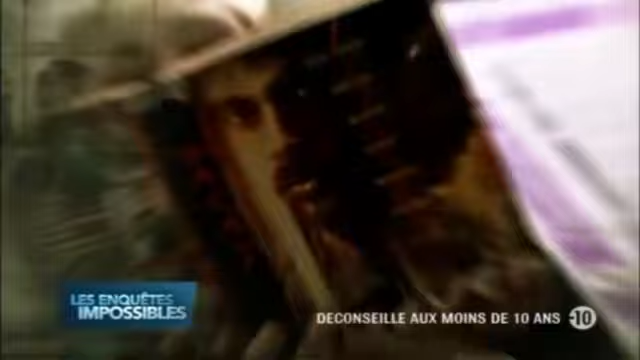 LES ENQUÊTES
IMPOSSIBLES
DECONSEILLE AUX MOINS DE 10 ANS -10